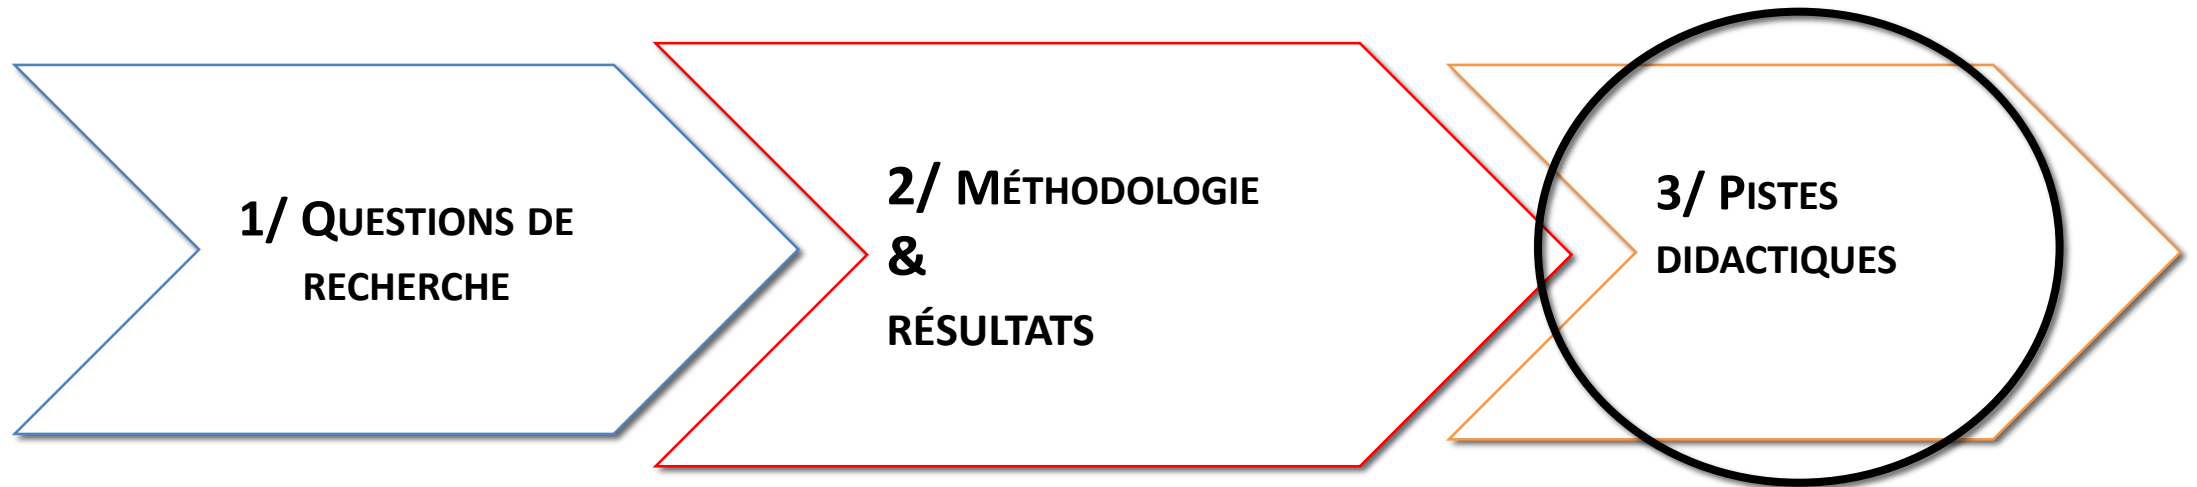 1/ QUESTIONS DE
RECHERCHE
2/ MÉTHODOLOGIE
&
RÉSULTATS
3/ PISTES
DIDACTIQUES